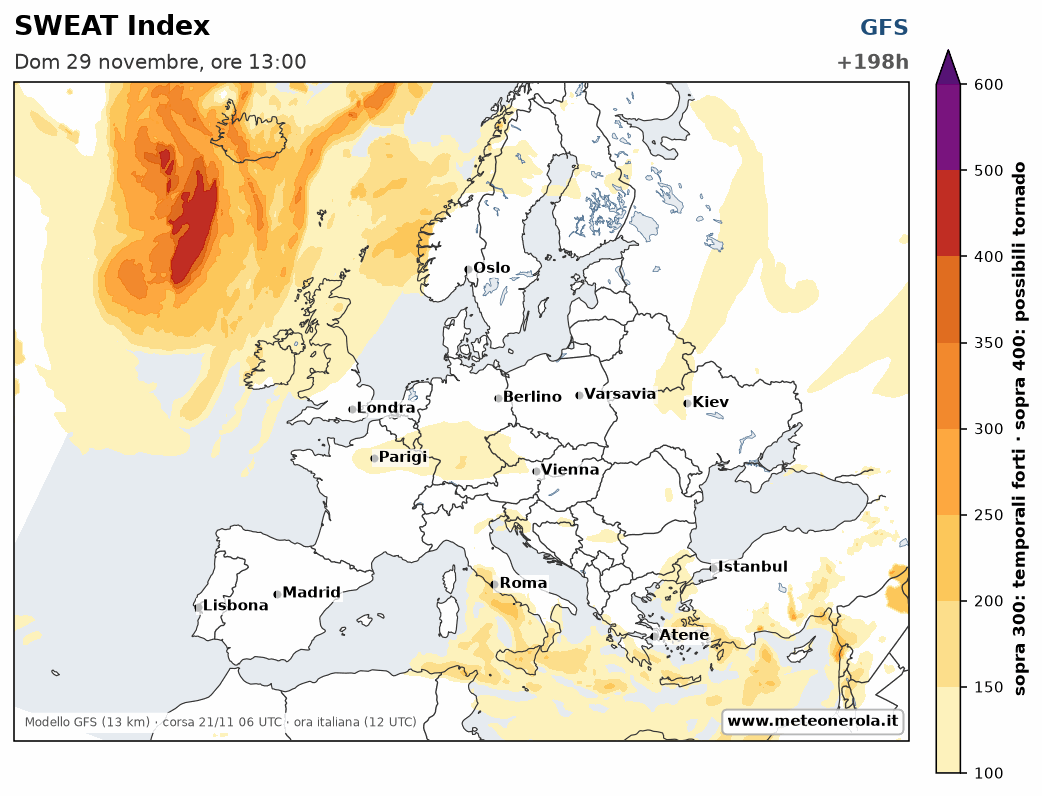 SWEAT Index
GFS
Dom 29 novembre, ore 13:00
+198h
Oslo
Londra
Berlino
Varsavia
Kiev
Parigi
Vienna
Istanbul
Roma
Madrid
Lisbona
Atene
Modello GFS (13 km) · corsa 21/11 06 UTC · ora italiana (12 UTC)
www.meteonerola.it
600
500
400
350
300
250
200
150
100
sopra 300: temporali forti · sopra 400: possibili tornado